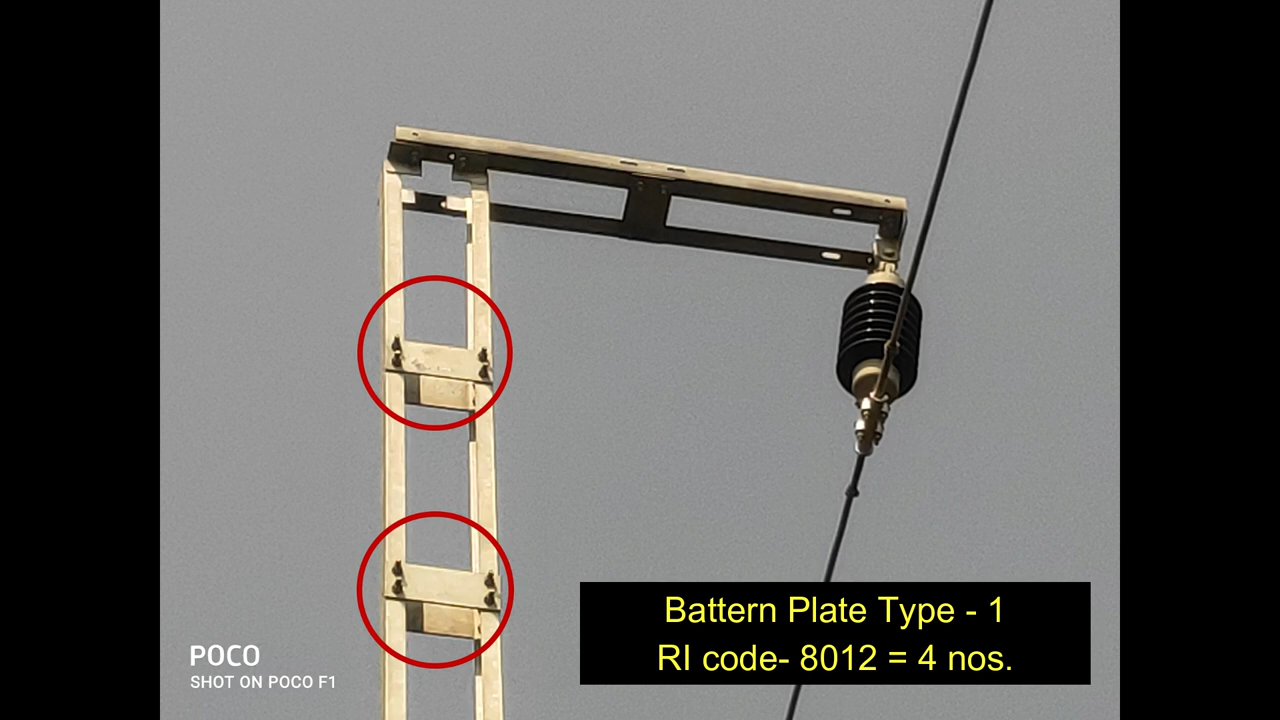 Battern Plate Type - 1
RI code- 8012 = 4 nos.
POCO
SHOT ON POCO F1